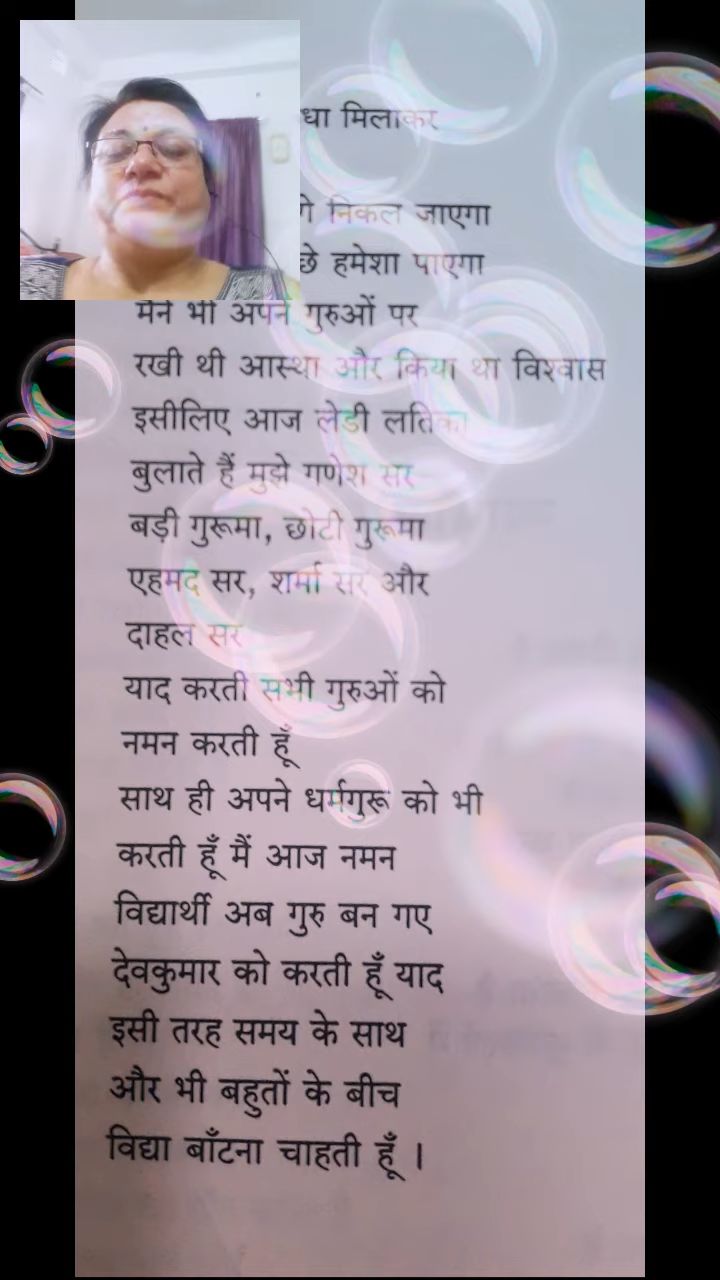 मिलाकर
निकल जाएगा
हमेशा पाएगा
मैंने भी अपने गुरुओं पर
रखी थी आस्था और किया था विश्वास
इसीलिए आज लेडी लतिका
बुलाते हैं मुझे गणेश सर
बड़ी गुरूमा, छोटी गुरूमा
एहमद सर, शर्मा सर और
दाहल सर
याद करती सभी गुरुओं को
नमन करती हूँ
साथ ही अपने धर्मगुरू को भी
करती हूँ मैं आज नमन
विद्यार्थी अब गुरु बन गए
देवकुमार को करती हूँ याद
इसी तरह समय के साथ
और भी बहुतों के बीच
विद्या बाँटना चाहती हूँ ।